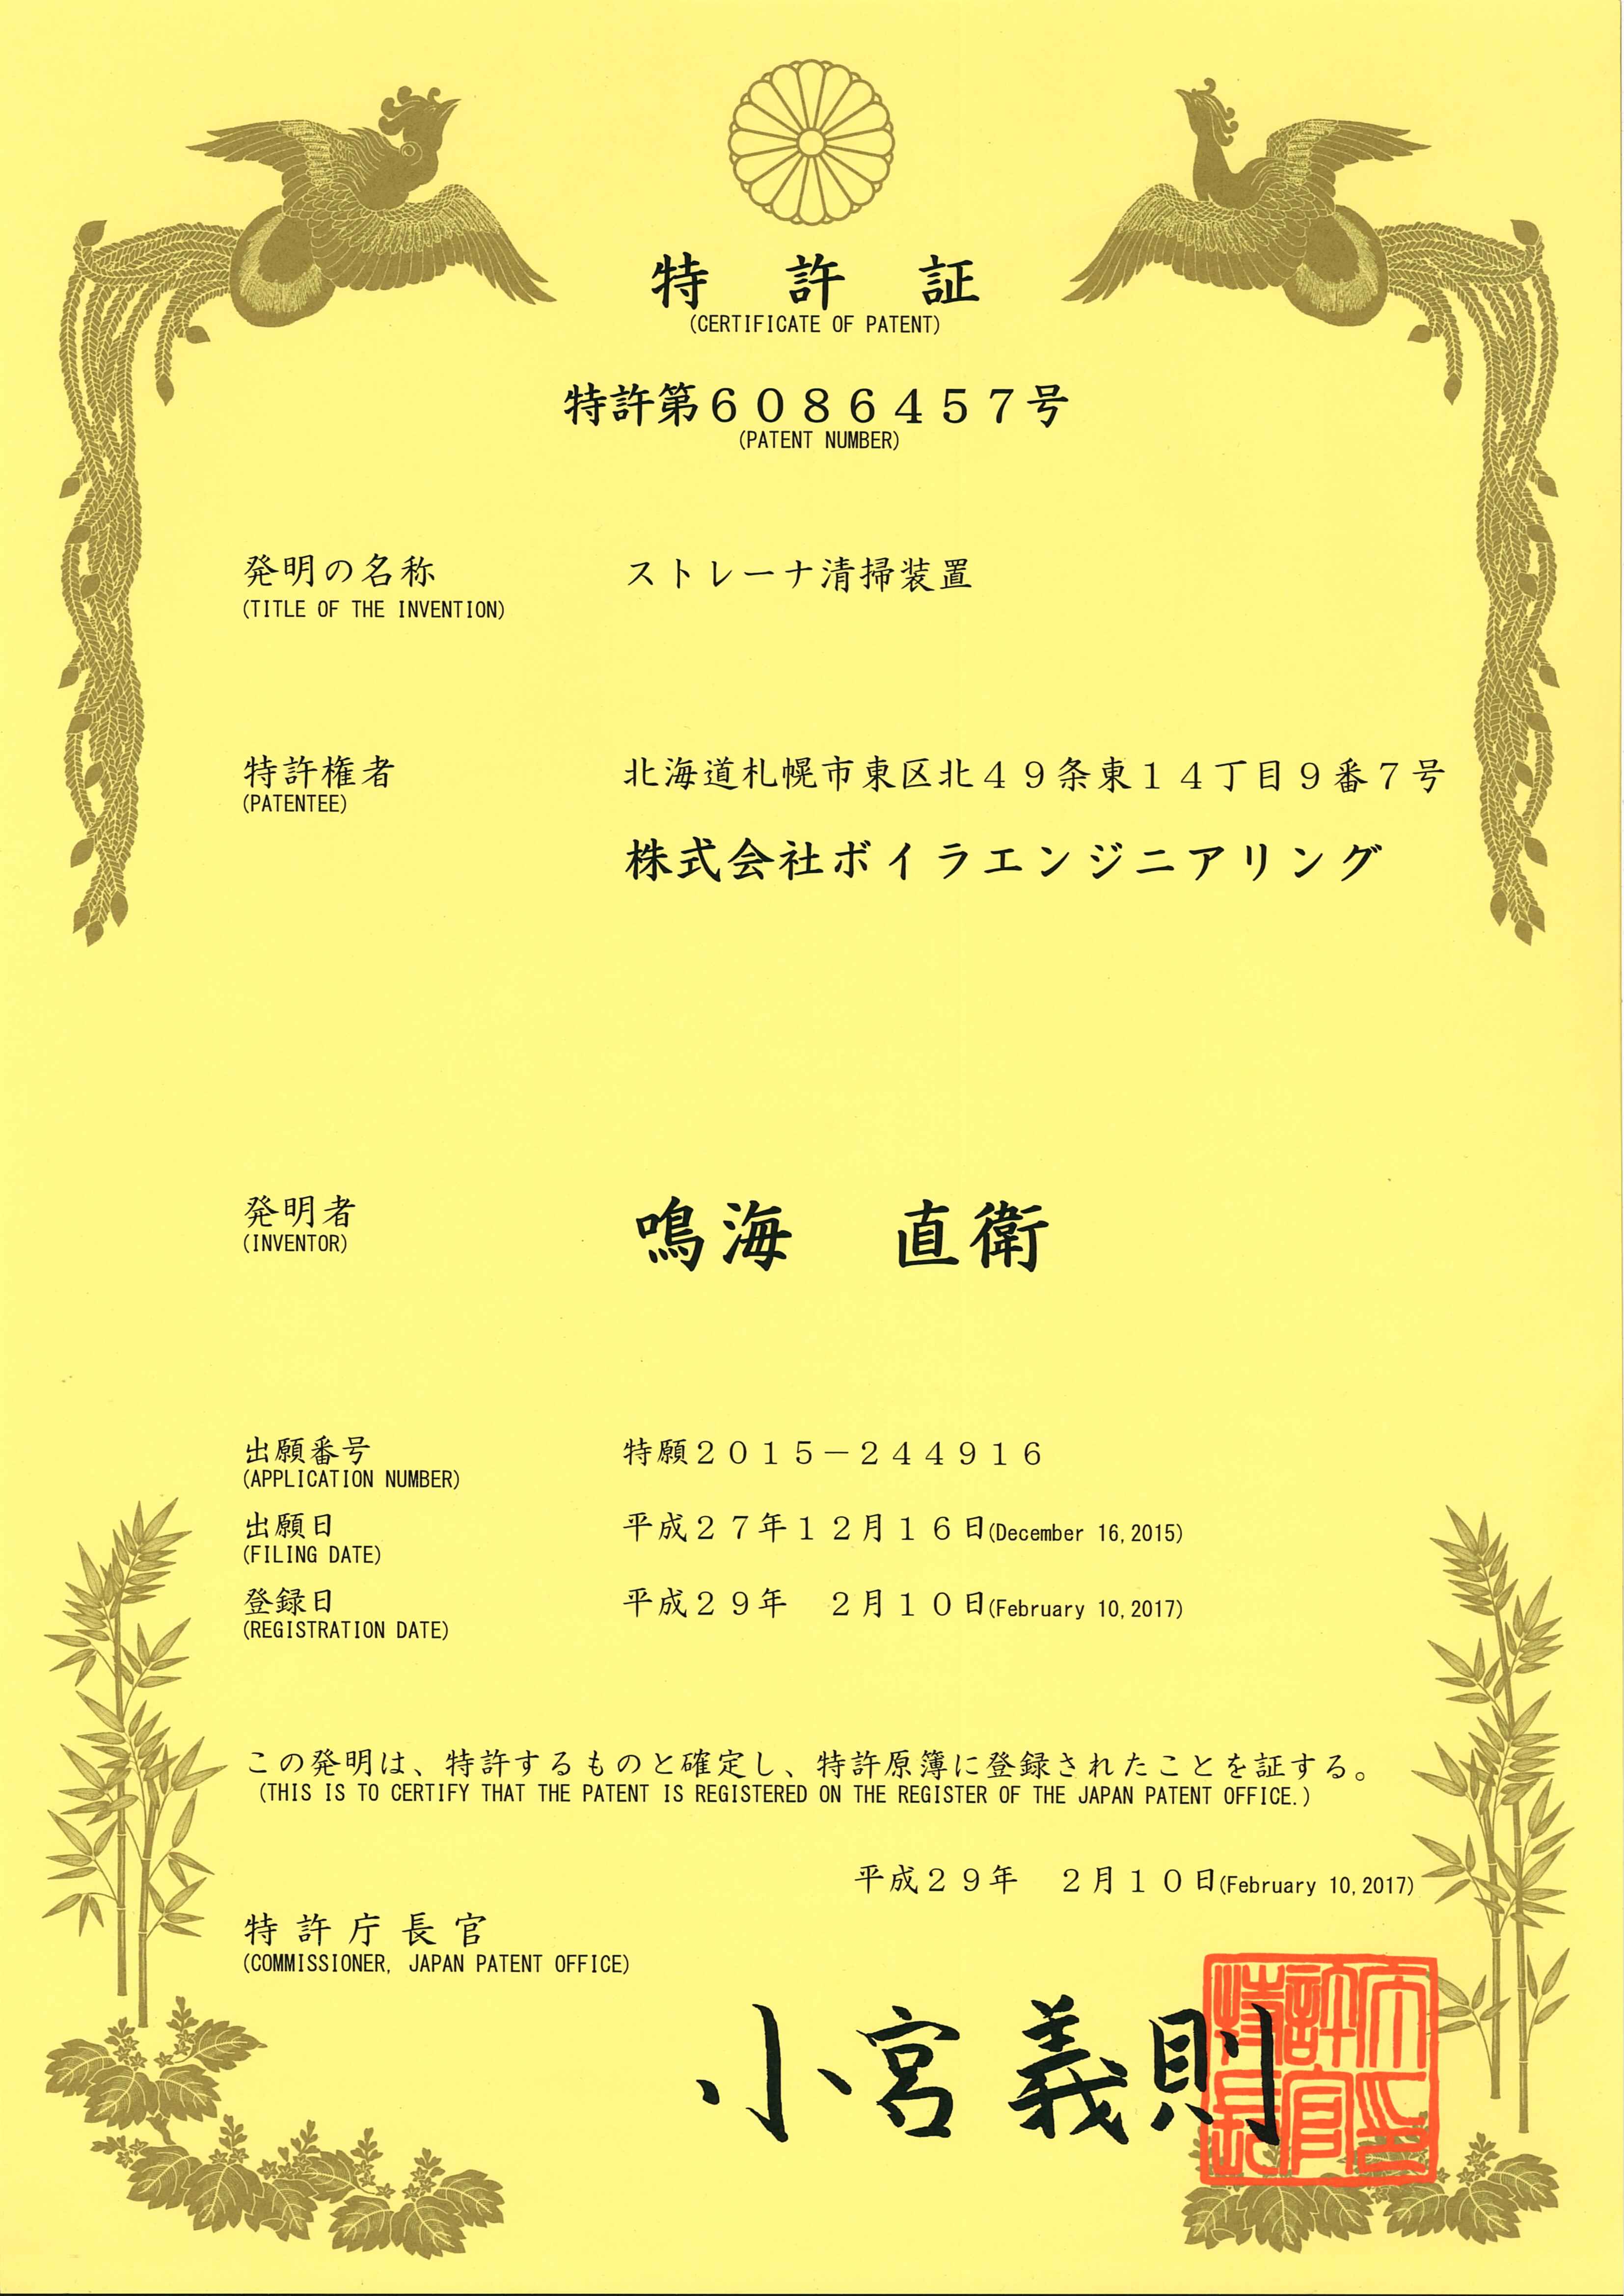 特許証
(CERTIFICATE OF PATENT)
特許第6086457号
(PATENT NUMBER)
発明の名称 ストレーナ清掃装置
(TITLE OF THE INVENTION)
特許権者 北海道札幌市東区北49条東14丁目9番7号
(PATENTEE)
株式会社ボイラエンジニアリング
発明者 鳴海 直衛
(INVENTOR)
出願番号 特願2015-244916
(APPLICATION NUMBER)
出願日 平成27年12月16日(December 16,2015)
(FILING DATE)
登録日 平成29年 2月10日(February 10,2017)
(REGISTRATION DATE)
この発明は、特許するものと確定し、特許原簿に登録されたことを証する。
(THIS IS TO CERTIFY THAT THE PATENT IS REGISTERED ON THE REGISTER OF THE JAPAN PATENT OFFICE.)
平成29年 2月10日(February 10,2017)
特許庁長官
(COMMISSIONER, JAPAN PATENT OFFICE)
小宮義則